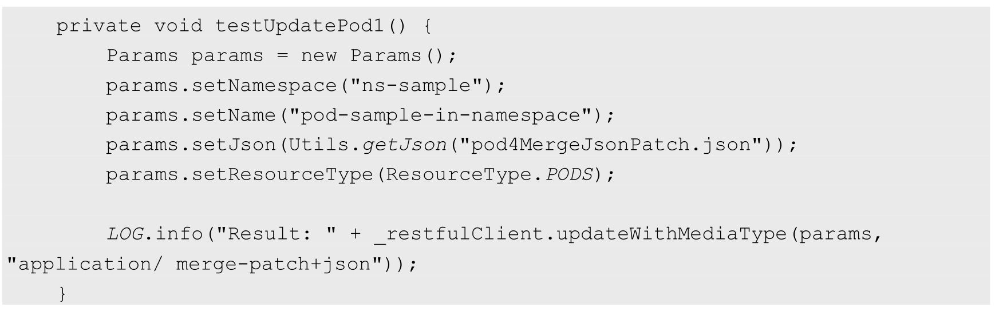 private void testUpdatePod1() {
Params params = new Params();
params.setNamespace("ns-sample");
params.setName("pod-sample-in-namespace");
params.setJson(Utils.getJson("pod4MergeJsonPatch.json"));
params.setResourceType(ResourceType.PODS);
LOG.info("Result: " + _restfulClient.updateWithMediaType(params,
"application/ merge-patch+json"));
}